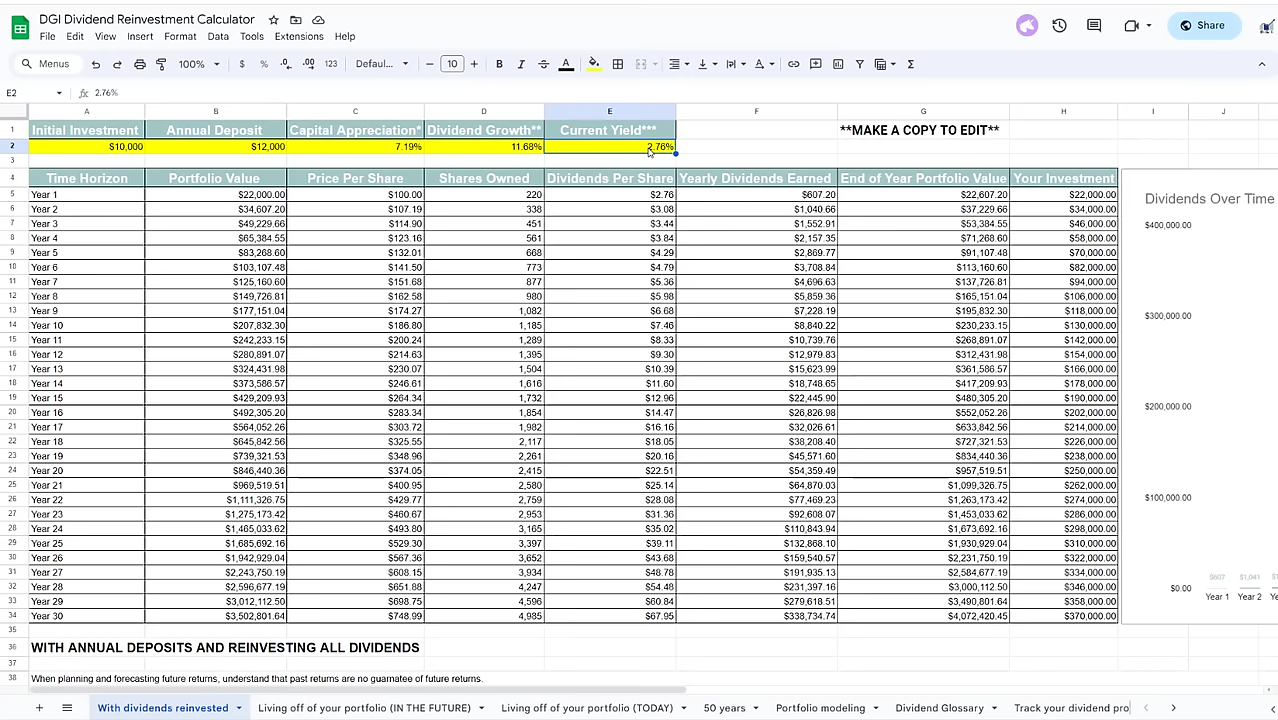 DGI Dividend Reinvestment Calculator
File Edit View Insert Format Data Tools Extensions Help
Share
Menus 100% $ % .0 .00 123 Defaul... 10 B I A
E2 fx 2.76%
A B C D E F G H I J
1 Initial Investment Annual Deposit Capital Appreciation* Dividend Growth** Current Yield*** **MAKE A COPY TO EDIT**
2 $10,000 $12,000 7.19% 11.68% 2.76%
3
4 Time Horizon Portfolio Value Price Per Share Shares Owned Dividends Per Share Yearly Dividends Earned End of Year Portfolio Value Your Investment
5 Year 1 $22,000.00 $100.00 220 $2.76 $607.20 $22,607.20 $22,000.00
6 Year 2 $34,607.20 $107.19 338 $3.08 $1,040.66 $37,229.66 $34,000.00
7 Year 3 $49,229.66 $114.90 451 $3.44 $1,552.91 $53,384.55 $46,000.00
8 Year 4 $65,384.55 $123.16 561 $3.84 $2,157.35 $71,268.60 $58,000.00
9 Year 5 $83,268.60 $132.01 668 $4.29 $2,869.77 $91,107.48 $70,000.00
10 Year 6 $103,107.48 $141.50 773 $4.79 $3,708.84 $113,160.60 $82,000.00
11 Year 7 $125,160.60 $151.68 877 $5.36 $4,696.63 $137,726.81 $94,000.00
12 Year 8 $149,726.81 $162.58 980 $5.98 $5,859.36 $165,151.04 $106,000.00
13 Year 9 $177,151.04 $174.27 1,082 $6.68 $7,228.19 $195,832.30 $118,000.00
14 Year 10 $207,832.30 $186.80 1,185 $7.46 $8,840.22 $230,233.15 $130,000.00
15 Year 11 $242,233.15 $200.24 1,289 $8.33 $10,739.76 $268,891.07 $142,000.00
16 Year 12 $280,891.07 $214.63 1,395 $9.30 $12,979.83 $312,431.98 $154,000.00
17 Year 13 $324,431.98 $230.07 1,504 $10.39 $15,623.99 $361,586.57 $166,000.00
18 Year 14 $373,586.57 $246.61 1,616 $11.60 $18,748.65 $417,209.93 $178,000.00
19 Year 15 $429,209.93 $264.34 1,732 $12.96 $22,445.90 $480,305.20 $190,000.00
20 Year 16 $492,305.20 $283.34 1,854 $14.47 $26,826.98 $552,052.26 $202,000.00
21 Year 17 $564,052.26 $303.72 1,982 $16.16 $32,026.61 $633,842.56 $214,000.00
22 Year 18 $645,842.56 $325.55 2,117 $18.05 $38,208.40 $727,321.53 $226,000.00
23 Year 19 $739,321.53 $348.96 2,261 $20.16 $45,571.60 $834,440.36 $238,000.00
24 Year 20 $846,440.36 $374.05 2,415 $22.51 $54,359.49 $957,519.51 $250,000.00
25 Year 21 $969,519.51 $400.95 2,580 $25.14 $64,870.03 $1,099,326.75 $262,000.00
26 Year 22 $1,111,326.75 $429.77 2,759 $28.08 $77,469.23 $1,263,173.42 $274,000.00
27 Year 23 $1,275,173.42 $460.67 2,953 $31.36 $92,608.07 $1,453,033.62 $286,000.00
28 Year 24 $1,465,033.62 $493.80 3,165 $35.02 $110,843.94 $1,673,692.16 $298,000.00
29 Year 25 $1,685,692.16 $529.30 3,397 $39.11 $132,868.10 $1,930,929.04 $310,000.00
30 Year 26 $1,942,929.04 $567.36 3,652 $43.68 $159,540.57 $2,231,750.19 $322,000.00
31 Year 27 $2,243,750.19 $608.15 3,934 $48.78 $191,935.13 $2,584,677.19 $334,000.00
32 Year 28 $2,596,677.19 $651.88 4,247 $54.48 $231,397.16 $3,000,112.50 $346,000.00
33 Year 29 $3,012,112.50 $698.75 4,596 $60.84 $279,618.51 $3,490,801.64 $358,000.00
34 Year 30 $3,502,801.64 $748.99 4,985 $67.95 $338,734.74 $4,072,420.45 $370,000.00
35
36 WITH ANNUAL DEPOSITS AND REINVESTING ALL DIVIDENDS
37
38 When planning and forecasting future returns, understand that past returns are no guarnatee of future returns.
Dividends Over Time
$400,000.00
$300,000.00
$200,000.00
$100,000.00
$607 $1,041
$0.00
Year 1 Year 2
With dividends reinvested Living off of your portfolio (IN THE FUTURE) Living off of your portfolio (TODAY) 50 years Portfolio modeling Dividend Glossary Track your dividend pro